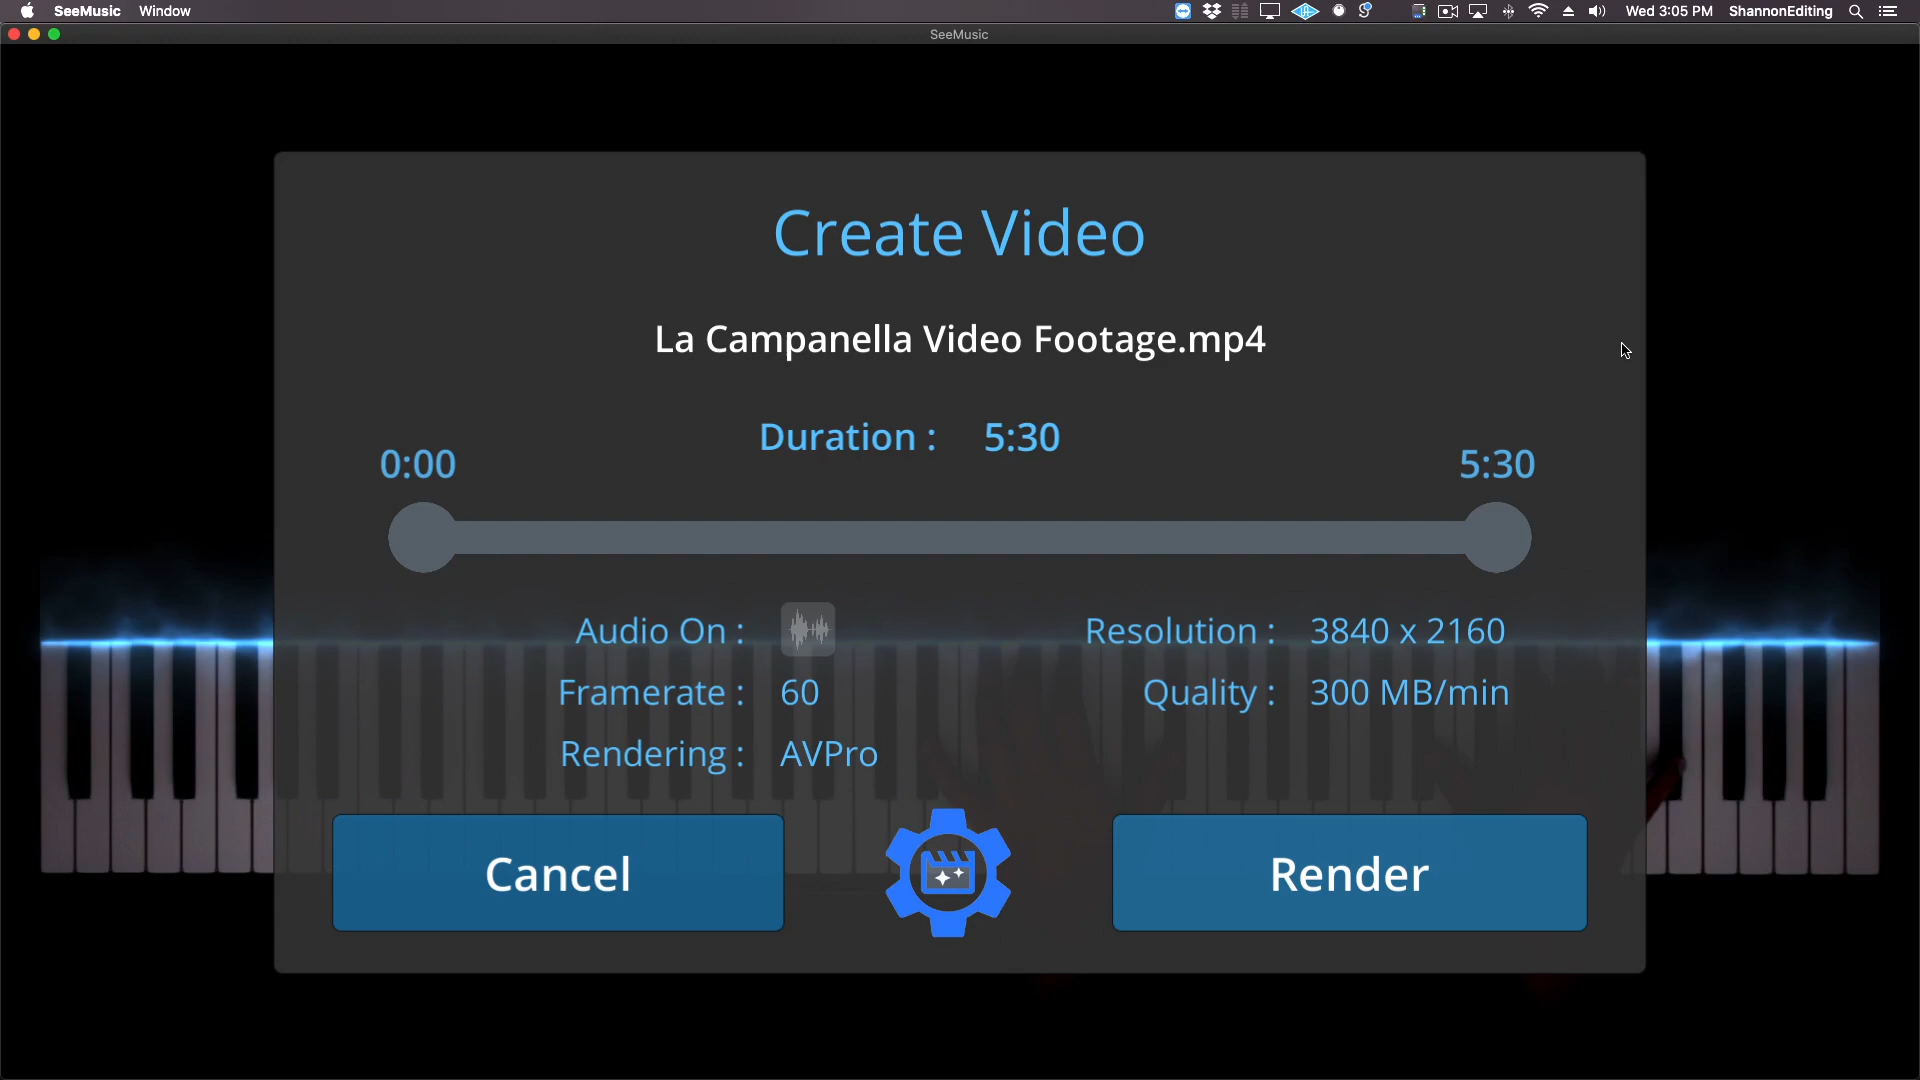 SeeMusic Window Wed 3:05 PM ShannonEditing
SeeMusic
Create Video
La Campanella Video Footage.mp4
Duration : 5:30
0:00 5:30
Audio On : Resolution : 3840 x 2160
Framerate : 60 Quality : 300 MB/min
Rendering : AVPro
Cancel Render